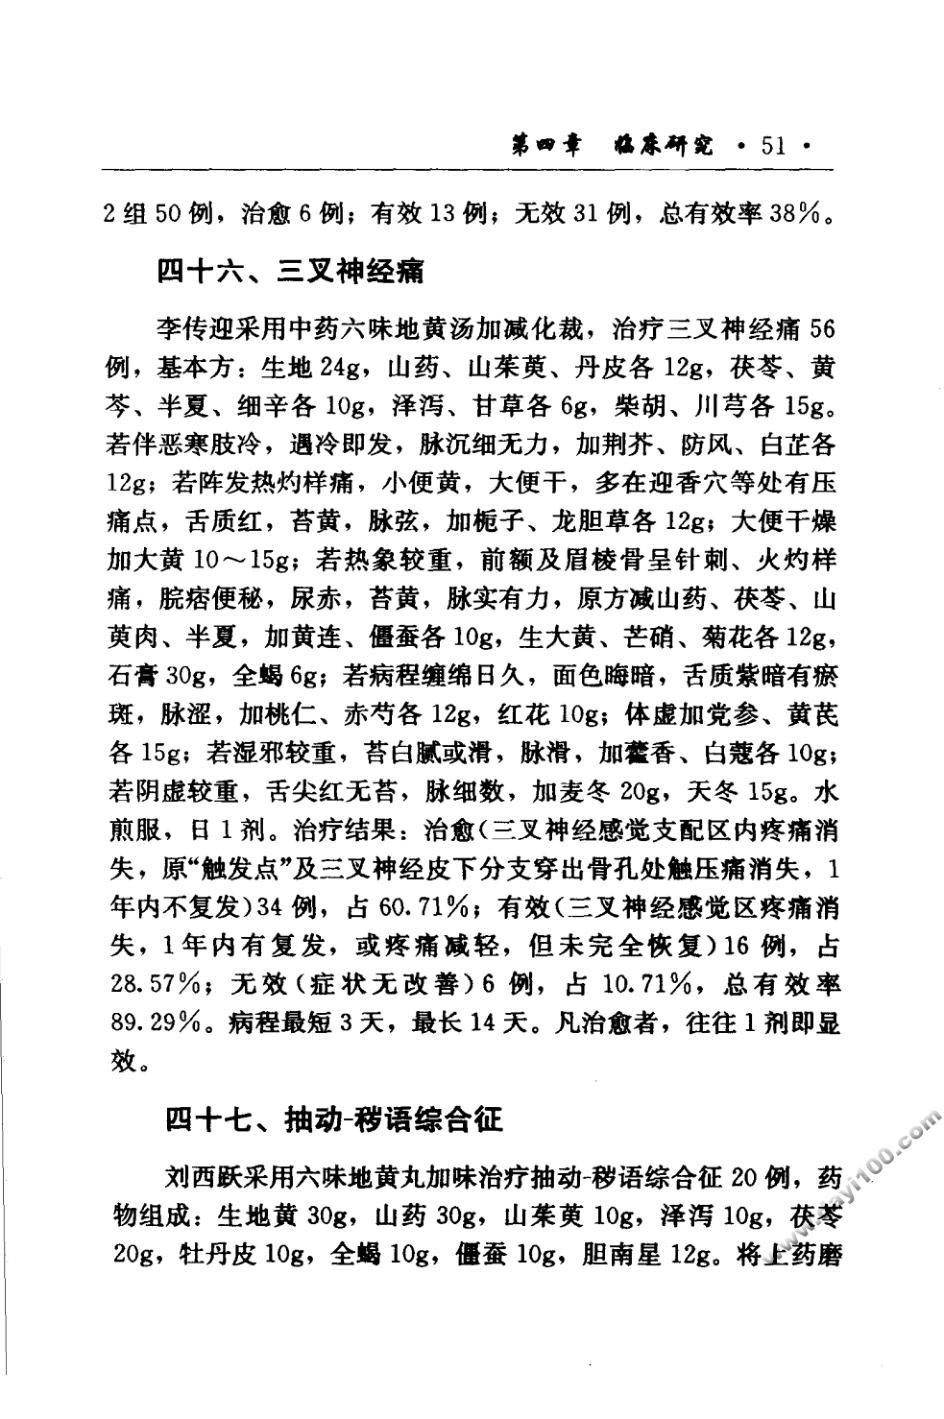 第四章 临床研究 · 51 ·
2 组 50 例，治愈 6 例；有效 13 例；无效 31 例，总有效率 38%。
四十六、三叉神经痛
李传迎采用中药六味地黄汤加减化裁，治疗三叉神经痛 56
例，基本方：生地 24g，山药、山茱萸、丹皮各 12g，茯苓、黄
芩、半夏、细辛各 10g，泽泻、甘草各 6g，柴胡、川芎各 15g。
若伴恶寒肢冷，遇冷即发，脉沉细无力，加荆芥、防风、白芷各
12g；若阵发热灼样痛，小便黄，大便干，多在迎香穴等处有压
痛点，舌质红，苔黄，脉弦，加栀子、龙胆草各 12g；大便干燥
加大黄 10～15g；若热象较重，前额及眉棱骨呈针刺、火灼样
痛，脘痞便秘，尿赤，苔黄，脉实有力，原方减山药、茯苓、山
萸肉、半夏，加黄连、僵蚕各 10g，生大黄、芒硝、菊花各 12g，
石膏 30g，全蝎 6g；若病程缠绵日久，面色晦暗，舌质紫暗有瘀
斑，脉涩，加桃仁、赤芍各 12g，红花 10g；体虚加党参、黄芪
各 15g；若湿邪较重，苔白腻或滑，脉滑，加藿香、白蔻各 10g；
若阴虚较重，舌尖红无苔，脉细数，加麦冬 20g，天冬 15g。水
煎服，日 1 剂。治疗结果：治愈（三叉神经感觉支配区内疼痛消
失，原“触发点”及三叉神经皮下分支穿出骨孔处触压痛消失，1
年内不复发）34 例，占 60.71%；有效（三叉神经感觉区疼痛消
失，1 年内有复发，或疼痛减轻，但未完全恢复）16 例，占
28.57%；无效（症状无改善）6 例，占 10.71%，总有效率
89.29%。病程最短 3 天，最长 14 天。凡治愈者，往往 1 剂即显
效。
四十七、抽动-秽语综合征
刘西跃采用六味地黄丸加味治疗抽动-秽语综合征 20 例，药
物组成：生地黄 30g，山药 30g，山茱萸 10g，泽泻 10g，茯苓
20g，牡丹皮 10g，全蝎 10g，僵蚕 10g，胆南星 12g。将上药磨